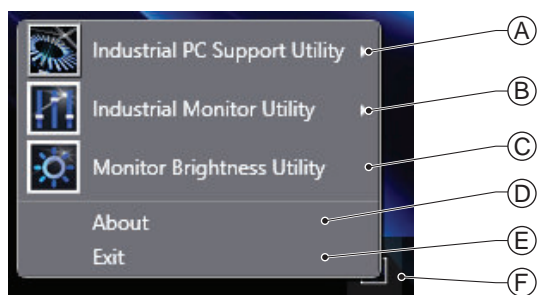 Industrial PC Support Utility
A
Industrial Monitor Utility
B
Monitor Brightness Utility
C
About
D
Exit
E
F